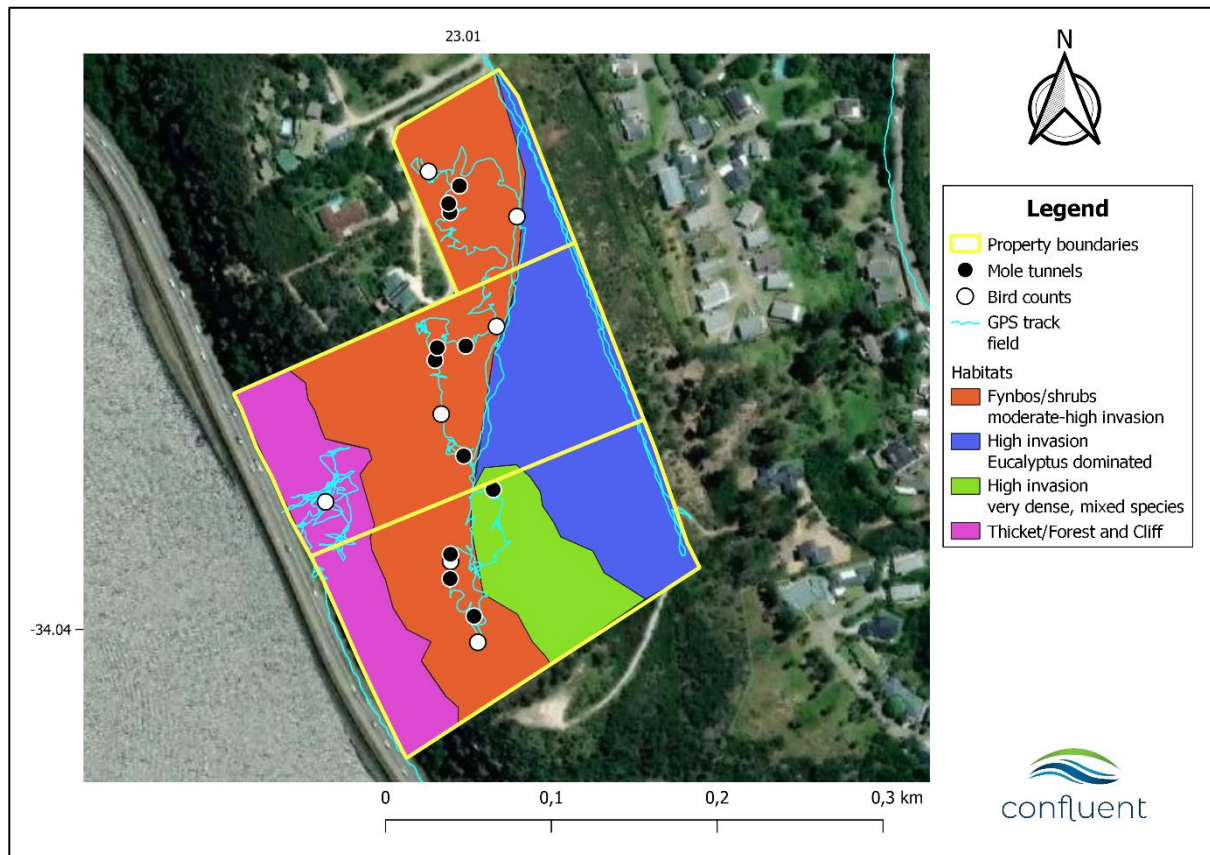 23.01
N
-34.04
Legend
Property boundaries
Mole tunnels
Bird counts
GPS track
field
Habitats
Fynbos/shrubs
moderate-high invasion
High invasion
Eucalyptus dominated
High invasion
very dense, mixed species
Thicket/Forest and Cliff
0 0,1 0,2 0,3 km
confluent